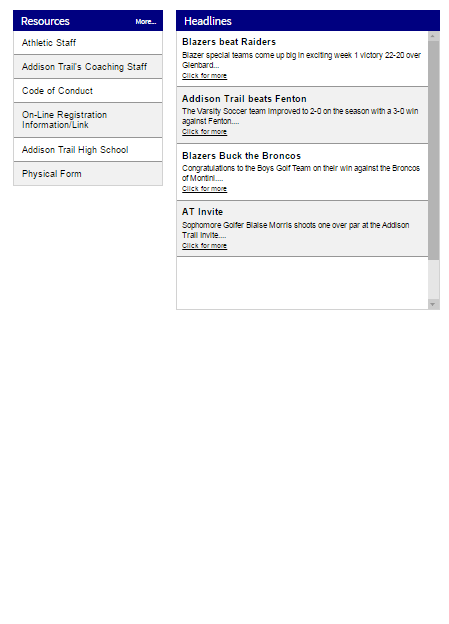 Resources More...
Athletic Staff
Addison Trail's Coaching Staff
Code of Conduct
On-Line Registration
Information/Link
Addison Trail High School
Physical Form
Headlines
Blazers beat Raiders
Blazer special teams come up big in exciting week 1 victory 22-20 over
Glenbard...
Click for more
Addison Trail beats Fenton
The Varsity Soccer team improved to 2-0 on the season with a 3-0 win
against Fenton....
Click for more
Blazers Buck the Broncos
Congratulations to the Boys Golf Team on their win against the Broncos
of Montini....
Click for more
AT Invite
Sophomore Golfer Blaise Morris shoots one over par at the Addison
Trail Invite....
Click for more